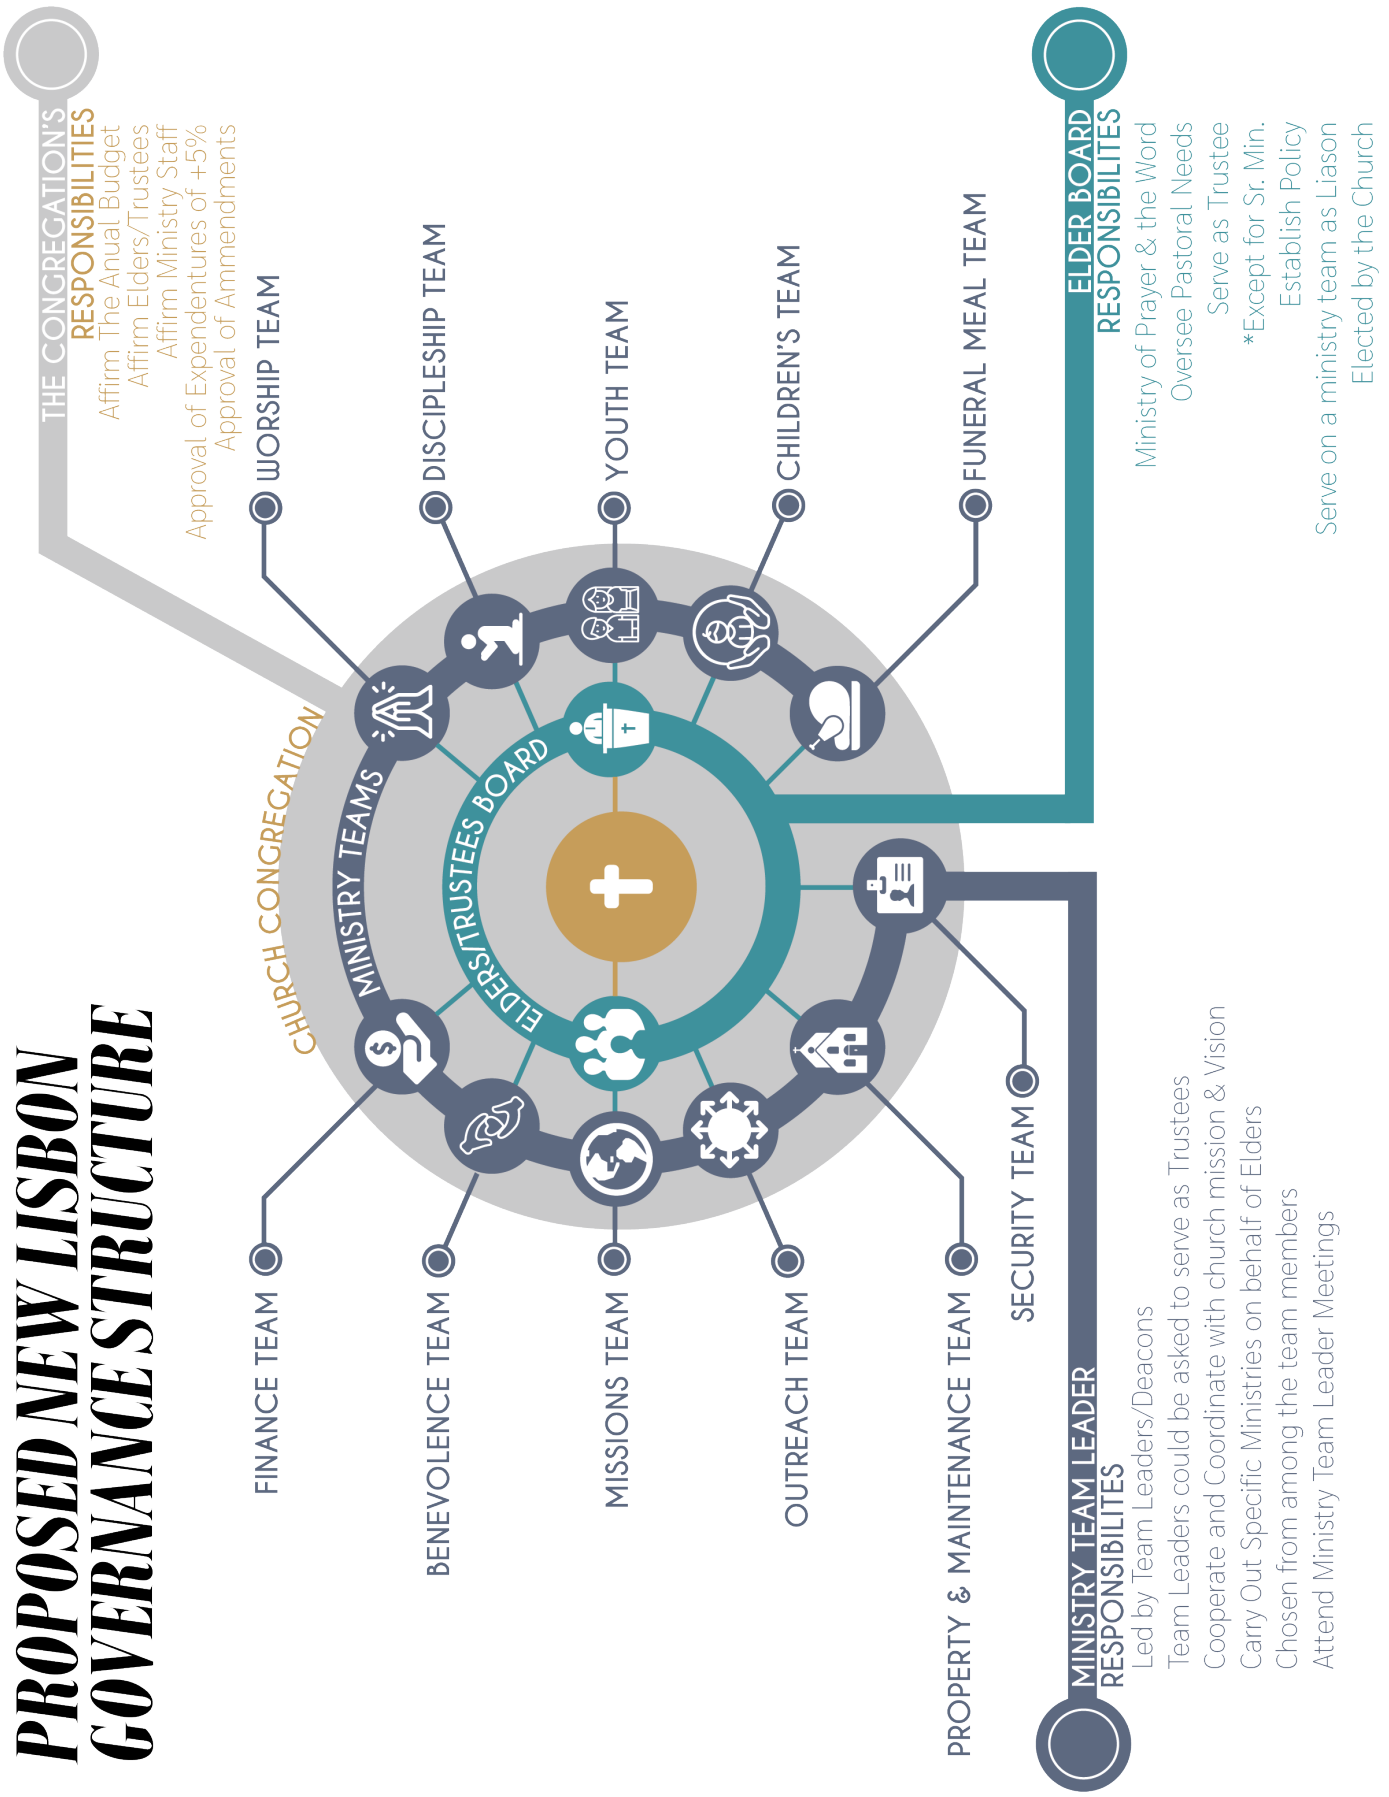 PROPOSED NEW LISBON
GOVERNANCE STRUCTURE
THE CONGREGATION'S
RESPONSIBILITIES
Affirm The Anual Budget
Affirm Elders/Trustees
Affirm Ministry Staff
Approval of Expendentures of +5%
Approval of Ammendments
CHURCH CONGREGATION
MINISTRY TEAMS
ELDERS/TRUSTEES BOARD
FINANCE TEAM
WORSHIP TEAM
BENEVOLENCE TEAM
DISCIPLESHIP TEAM
MISSIONS TEAM
YOUTH TEAM
OUTREACH TEAM
CHILDREN'S TEAM
PROPERTY & MAINTENANCE TEAM
FUNERAL MEAL TEAM
SECURITY TEAM
$
MINISTRY TEAM LEADER
RESPONSIBILITES
Led by Team Leaders/Deacons
Team Leaders could be asked to serve as Trustees
Cooperate and Coordinate with church mission & Vision
Carry Out Specific Ministries on behalf of Elders
Chosen from among the team members
Attend Ministry Team Leader Meetings
ELDER BOARD
RESPONSIBILITES
Ministry of Prayer & the Word
Oversee Pastoral Needs
Serve as Trustee
*Except for Sr. Min.
Establish Policy
Serve on a ministry team as Liason
Elected by the Church